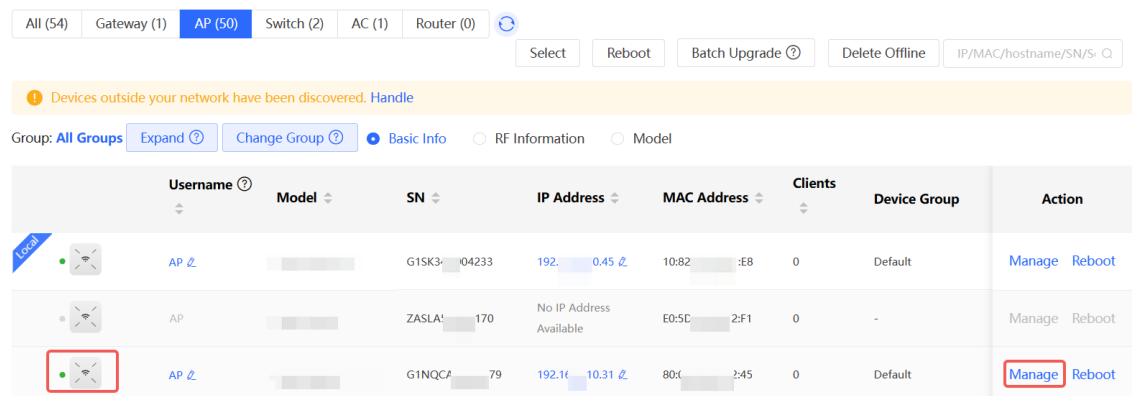 All (54) Gateway (1) AP (50) Switch (2) AC (1) Router (0)
Select Reboot Batch Upgrade Delete Offline IP/MAC/hostname/SN/S
Devices outside your network have been discovered. Handle
Group: All Groups Expand Change Group Basic Info RF Information Model
Username Model SN IP Address MAC Address Clients Device Group Action
Local AP G1SK3 04233 192. 0.45 10:82 :E8 0 Default Manage Reboot
AP ZASLA 170 No IP Address Available E0:5D 2:F1 0 - Manage Reboot
AP G1NQCA 79 192.16 10.31 80: 2:45 0 Default Manage Reboot